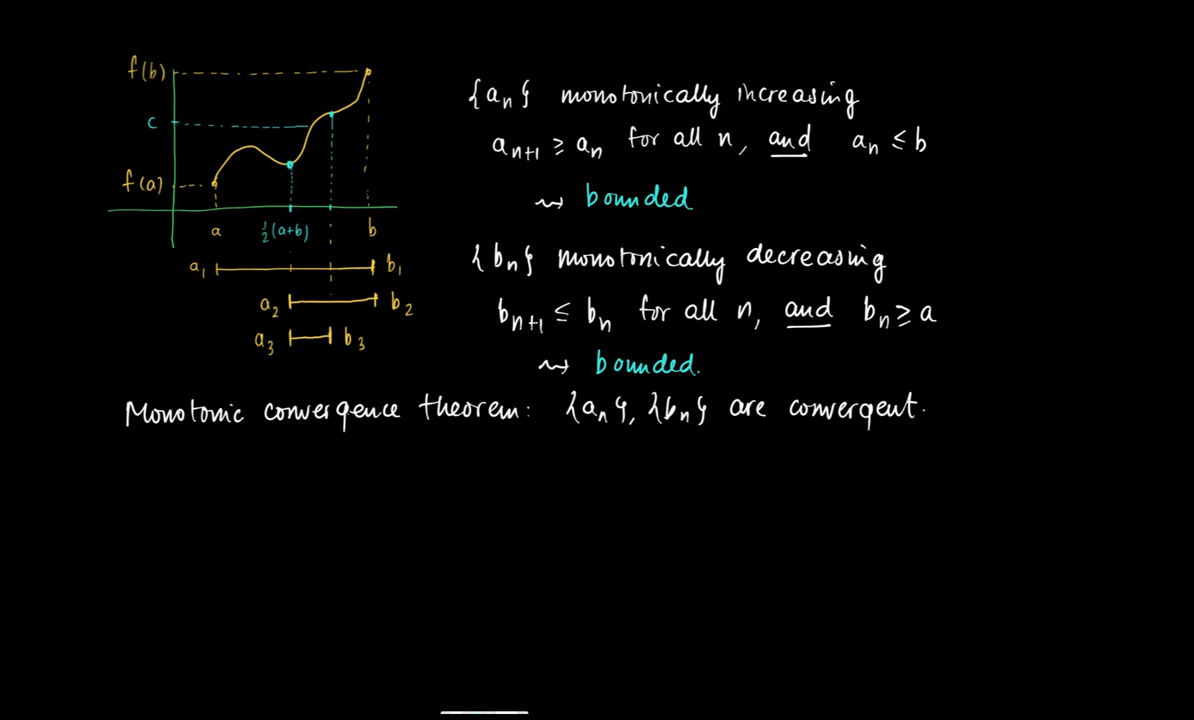 f(b)
c
f(a)
a ½(a+b) b
a₁ b₁
a₂ b₂
a₃ b₃
{aₙ} monotonically increasing
aₙ₊₁ ≥ aₙ for all n, and aₙ ≤ b
⇝ bounded
{bₙ} monotonically decreasing
bₙ₊₁ ≤ bₙ for all n, and bₙ ≥ a
⇝ bounded.
Monotonic convergence theorem: {aₙ}, {bₙ} are convergent.